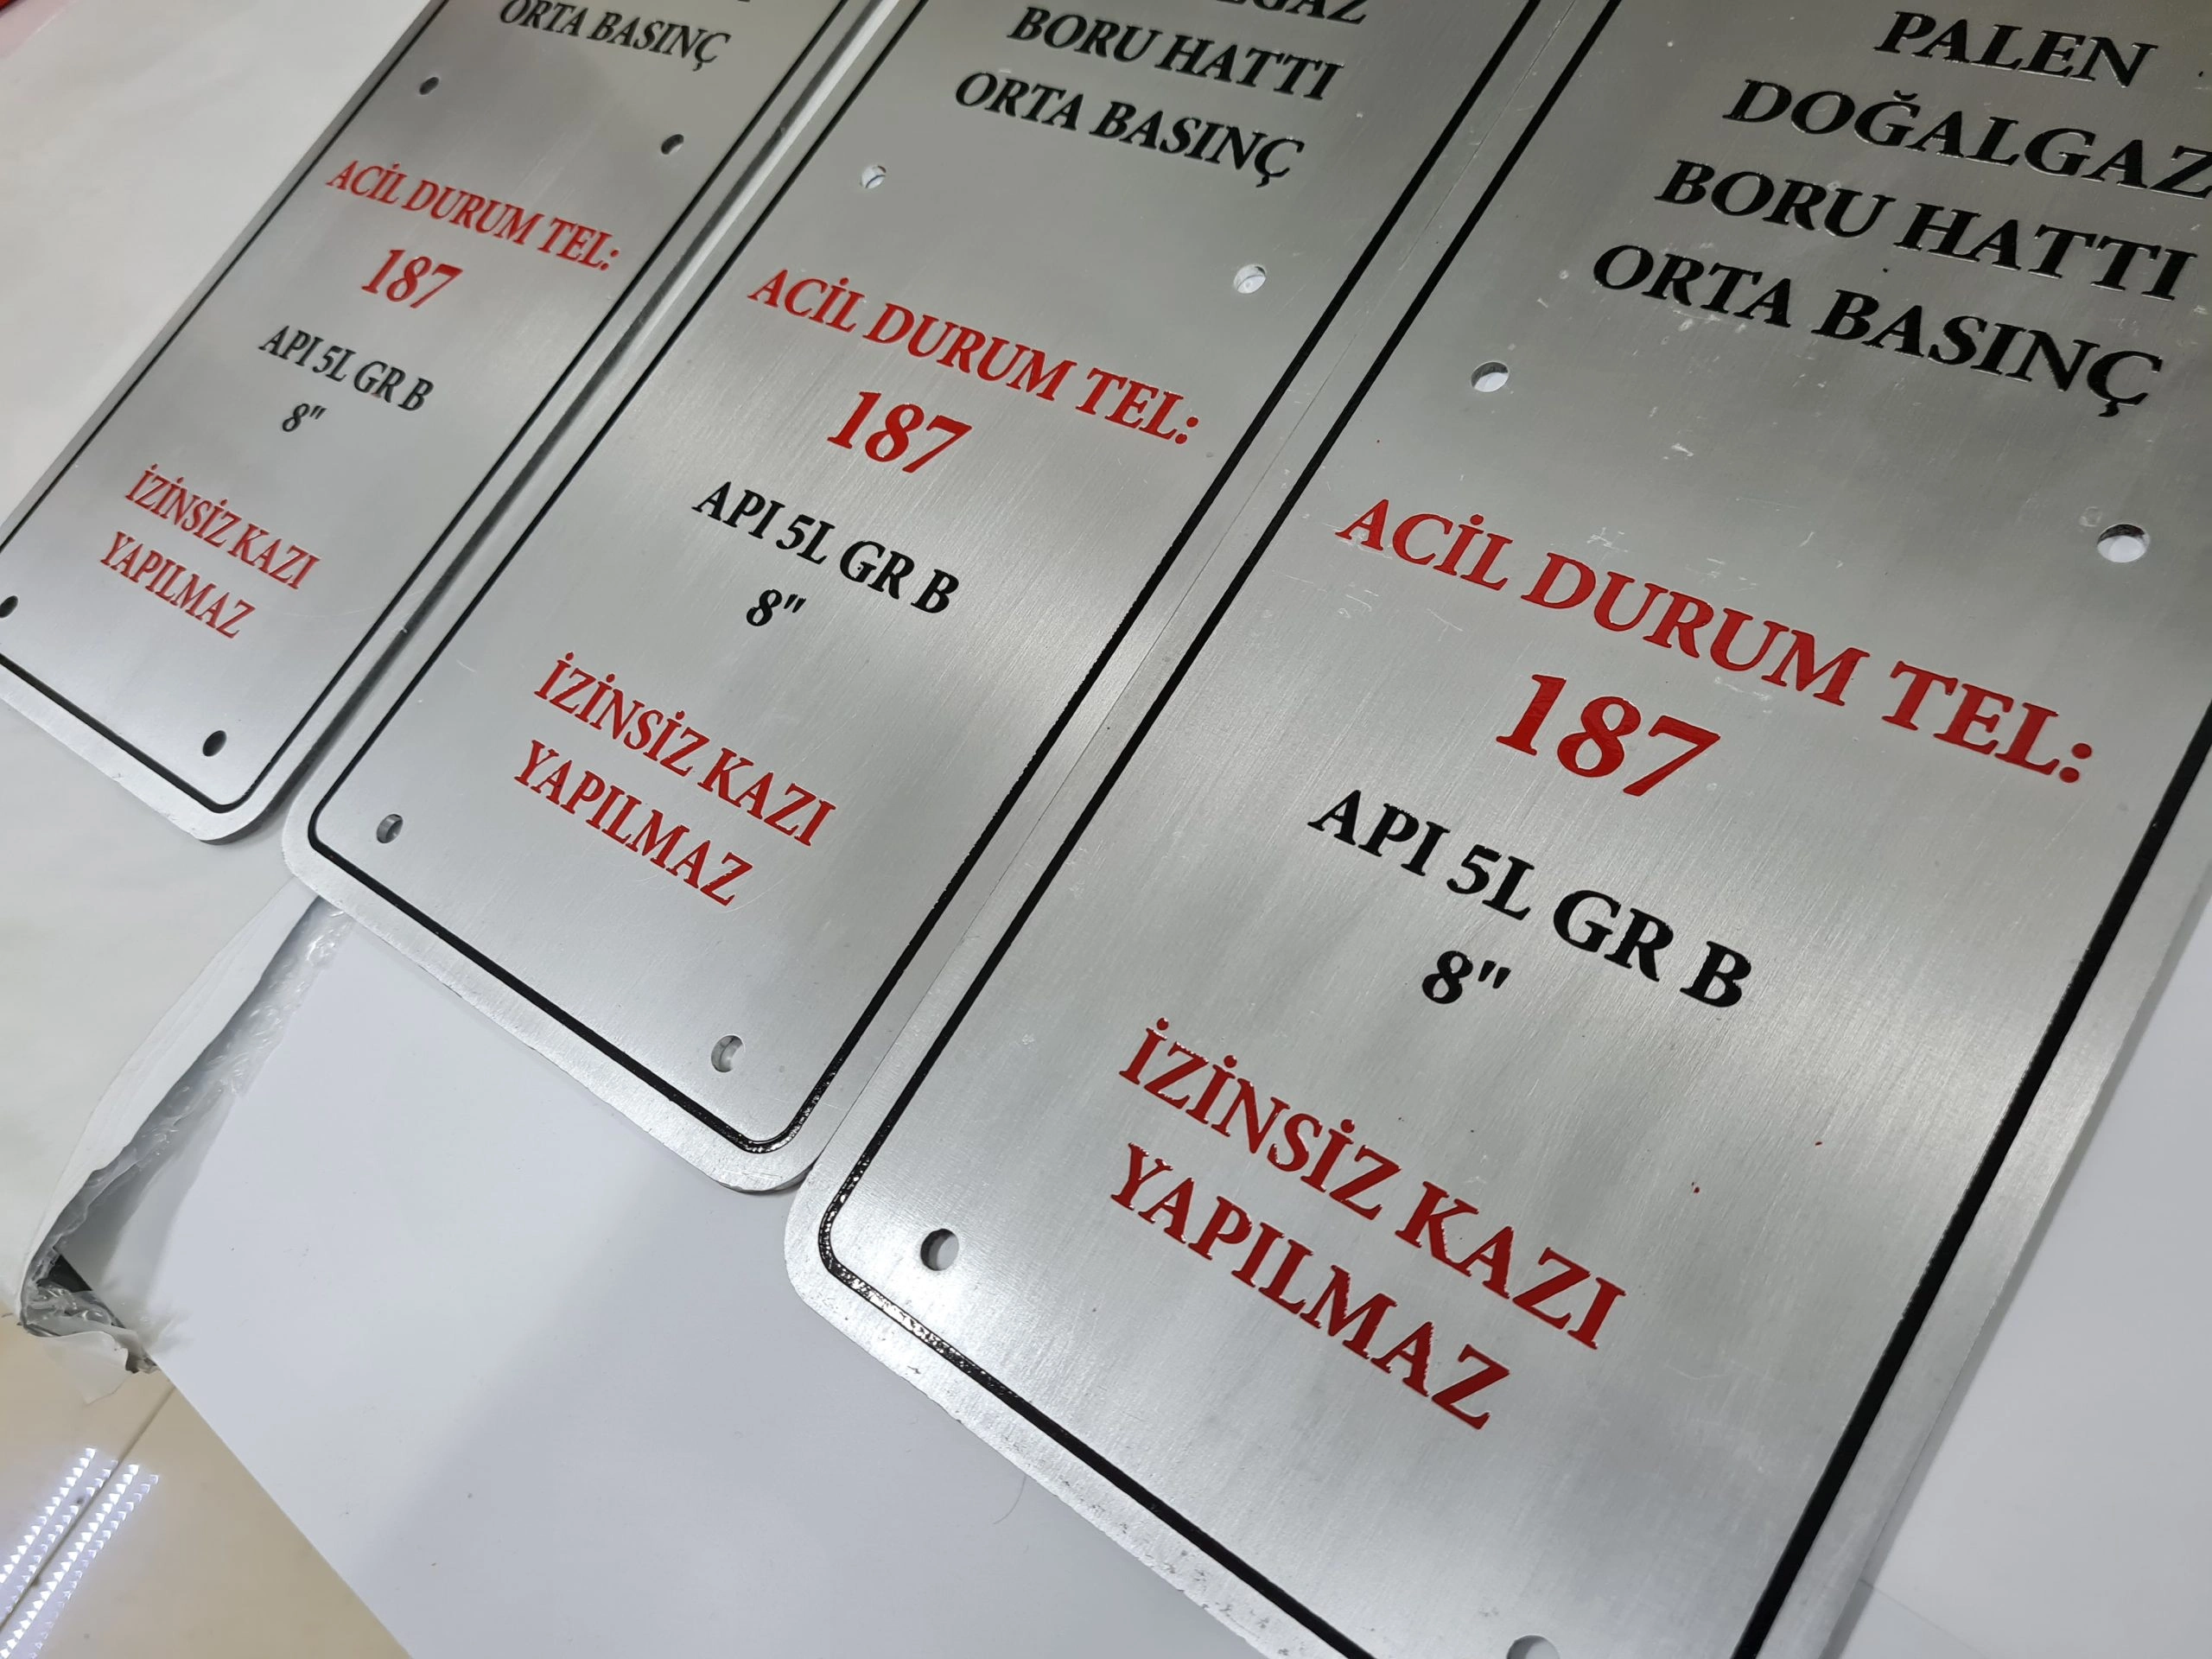 ORTA BASINÇ
ACİL DURUM TEL:
187
API 5L GR B
8"
İZİNSİZ KAZI
YAPILMAZ
BORU HATTI
ORTA BASINÇ
ACİL DURUM TEL:
187
API 5L GR B
8"
İZİNSİZ KAZI
YAPILMAZ
PALEN
DOĞALGAZ
BORU HATTI
ORTA BASINÇ
ACİL DURUM TEL:
187
API 5L GR B
8"
İZİNSİZ KAZI
YAPILMAZ